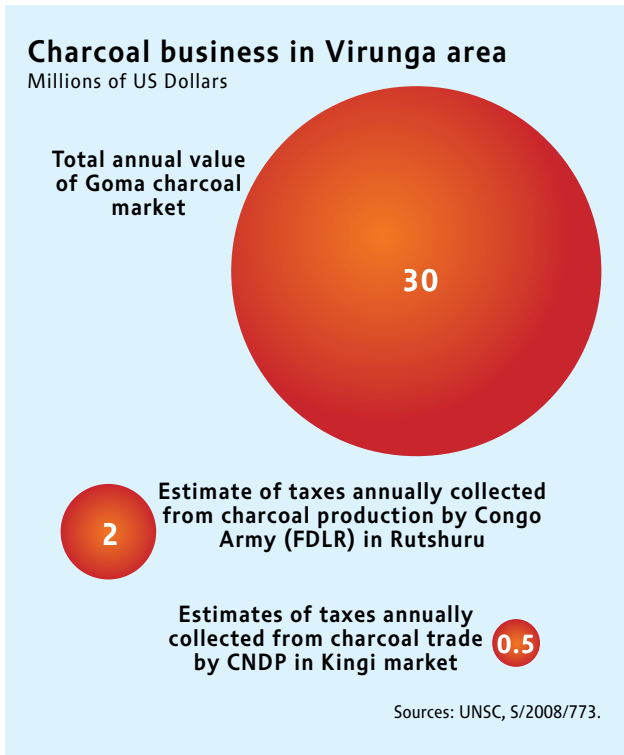 Charcoal business in Virunga area
Millions of US Dollars
Total annual value
of Goma charcoal
market
30
2
Estimate of taxes annually collected
from charcoal production by Congo
Army (FDLR) in Rutshuru
Estimates of taxes annually
collected from charcoal trade
by CNDP in Kingi market
0.5
Sources: UNSC, S/2008/773.